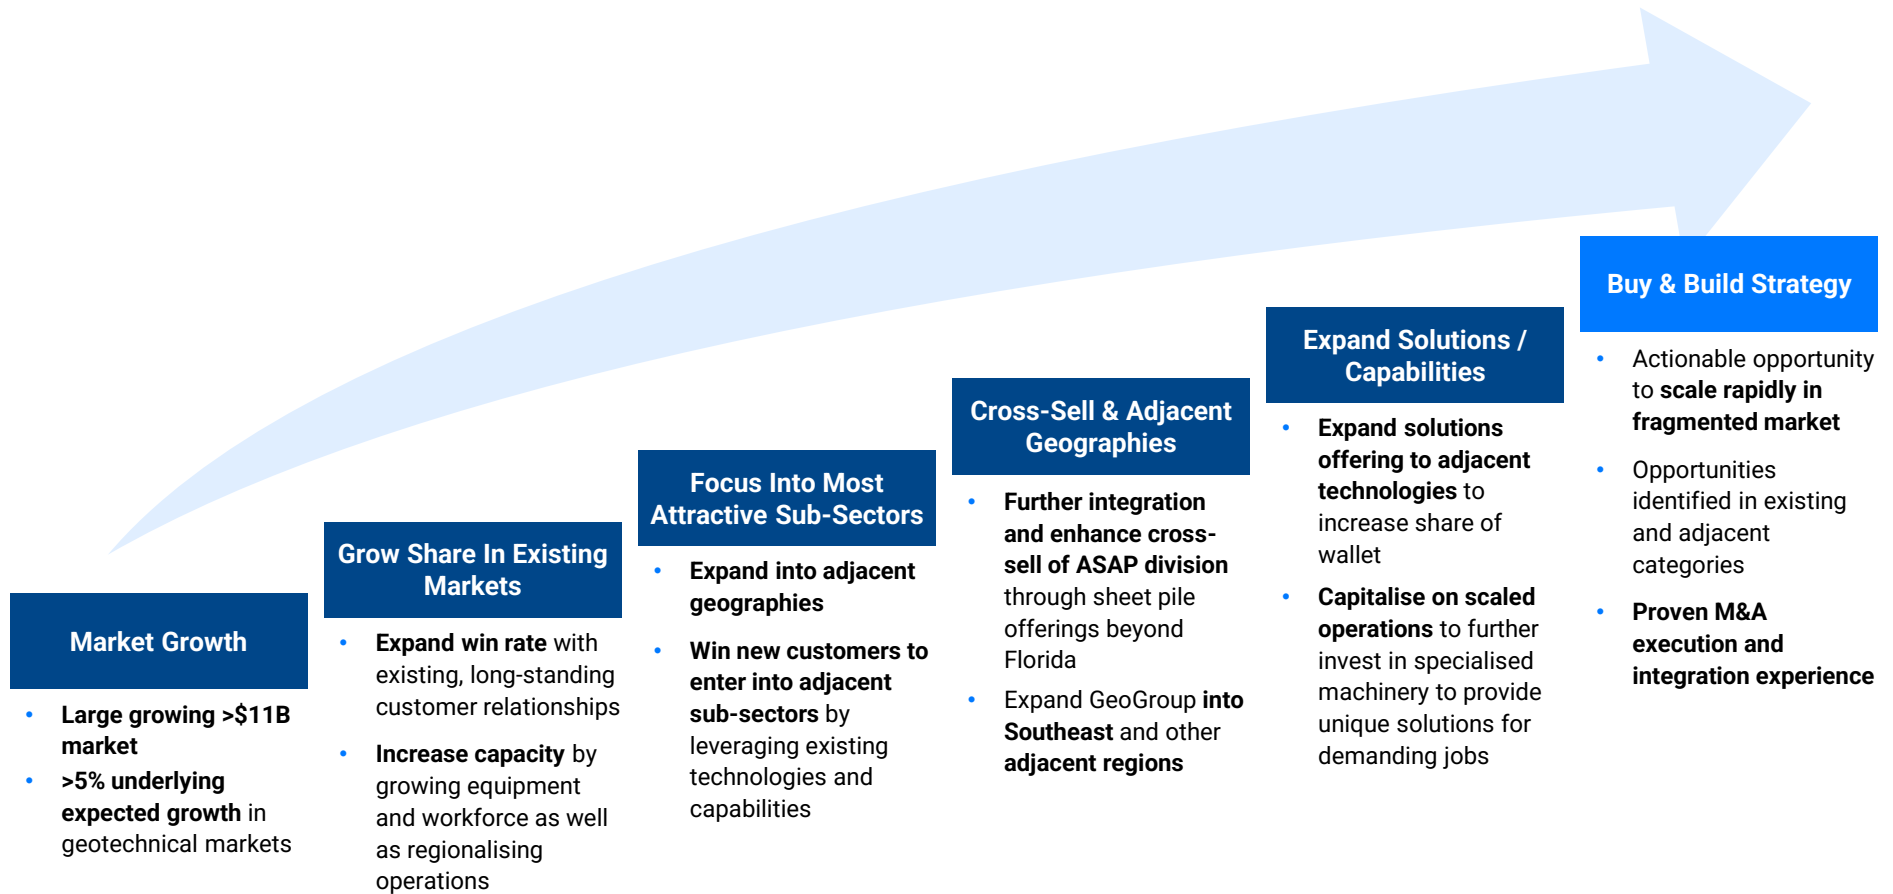 Market Growth
• Large growing >$11B
market
• >5% underlying
expected growth in
geotechnical markets
Grow Share In Existing
Markets
• Expand win rate with
existing, long-standing
customer relationships
• Increase capacity by
growing equipment
and workforce as well
as regionalising
operations
Focus Into Most
Attractive Sub-Sectors
• Expand into adjacent
geographies
• Win new customers to
enter into adjacent
sub-sectors by
leveraging existing
technologies and
capabilities
Cross-Sell & Adjacent
Geographies
• Further integration
and enhance cross-
sell of ASAP division
through sheet pile
offerings beyond
Florida
• Expand GeoGroup into
Southeast and other
adjacent regions
Expand Solutions /
Capabilities
• Expand solutions
offering to adjacent
technologies to
increase share of
wallet
• Capitalise on scaled
operations to further
invest in specialised
machinery to provide
unique solutions for
demanding jobs
Buy & Build Strategy
• Actionable opportunity
to scale rapidly in
fragmented market
• Opportunities
identified in existing
and adjacent
categories
• Proven M&A
execution and
integration experience